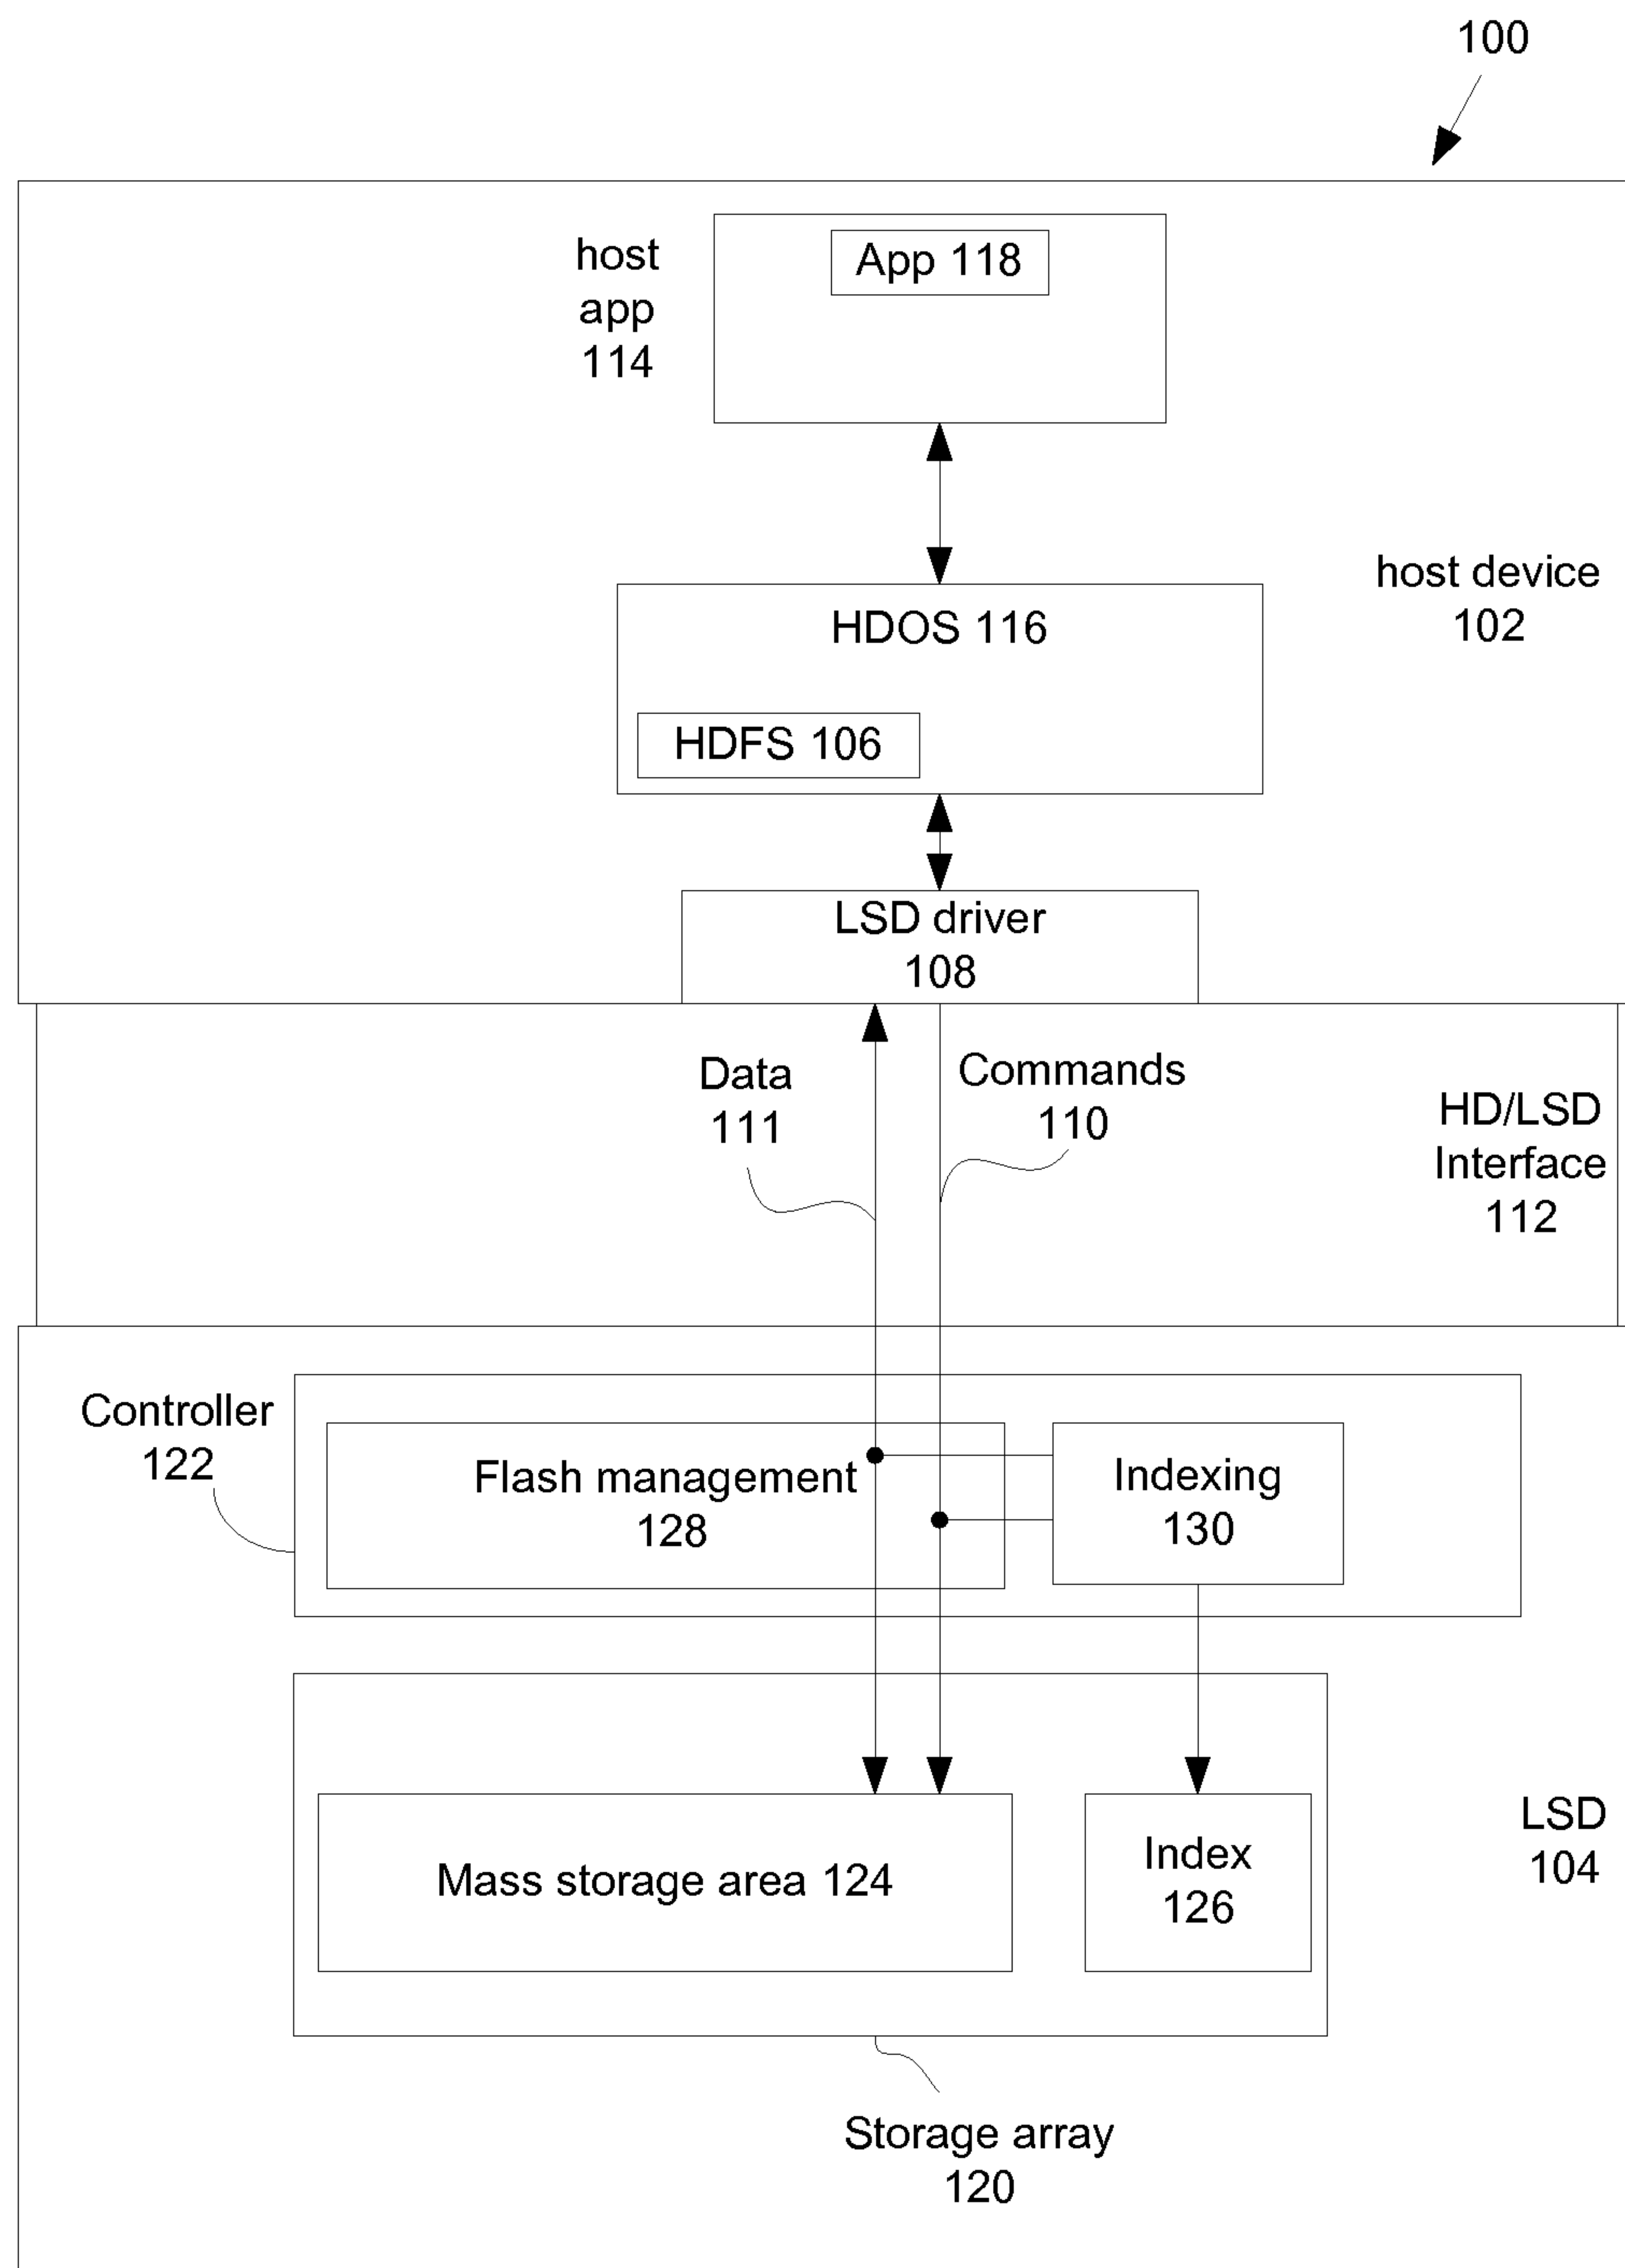 100
host
app
114
App 118
HDOS 116
host device
102
HDFS 106
LSD driver
108
Data
111
Commands
110
HD/LSD
Interface
112
Controller
122
Flash management
128
Indexing
130
Mass storage area 124
Index
126
LSD
104
Storage array
120